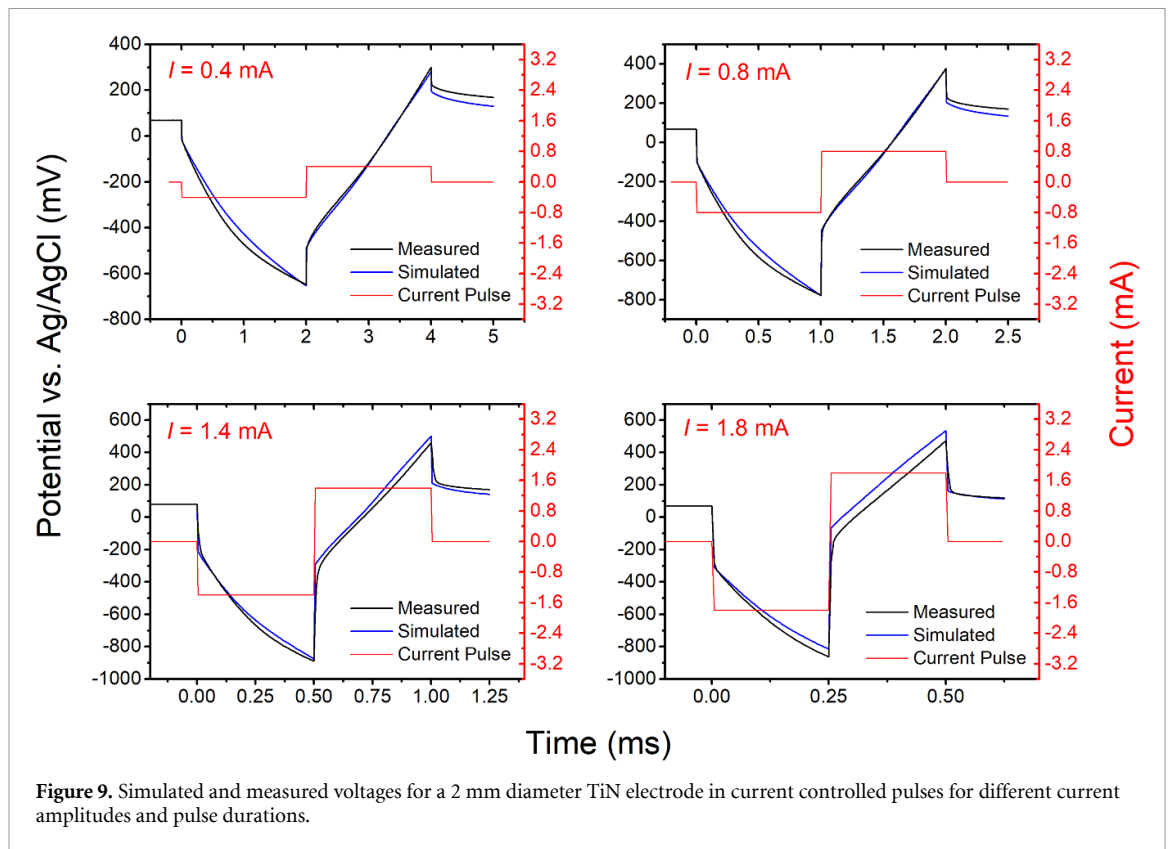 Potential vs. Ag/AgCl (mV)
I = 0.4 mA
400
200
0
-200
-400
-600
-800
3.2
2.4
1.6
0.8
0.0
-0.8
-1.6
-2.4
-3.2
Measured
Simulated
Current Pulse
0 1 2 3 4 5
I = 0.8 mA
400
200
0
-200
-400
-600
-800
3.2
2.4
1.6
0.8
0.0
-0.8
-1.6
-2.4
-3.2
Measured
Simulated
Current Pulse
0.0 0.5 1.0 1.5 2.0 2.5
I = 1.4 mA
600
400
200
0
-200
-400
-600
-800
-1000
3.2
2.4
1.6
0.8
0.0
-0.8
-1.6
-2.4
-3.2
Measured
Simulated
Current Pulse
0.00 0.25 0.50 0.75 1.00 1.25
I = 1.8 mA
600
400
200
0
-200
-400
-600
-800
-1000
3.2
2.4
1.6
0.8
0.0
-0.8
-1.6
-2.4
-3.2
Measured
Simulated
Current Pulse
0.00 0.25 0.50
Current (mA)
Time (ms)
Figure 9. Simulated and measured voltages for a 2 mm diameter TiN electrode in current controlled pulses for different current
amplitudes and pulse durations.